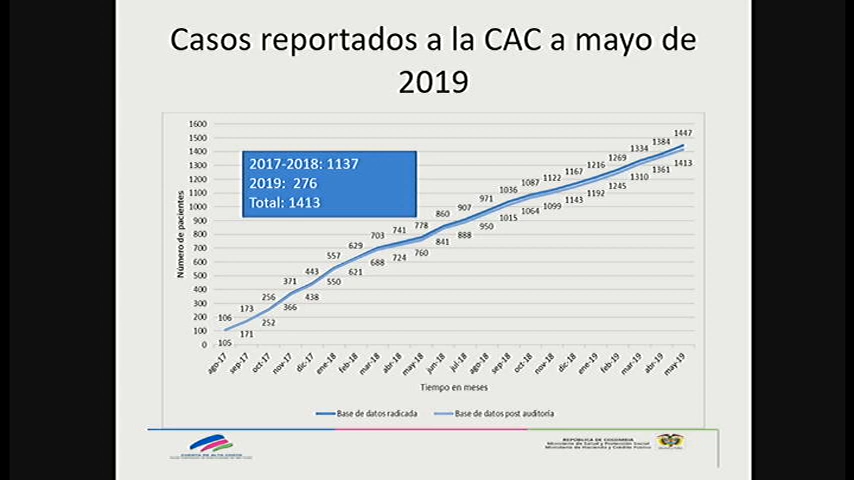 Casos reportados a la CAC a mayo de
2019
1600
1500
1400
1300
1200
1100
1000
900
800
700
600
500
400
300
200
100
0
Número de pacientes
2017-2018: 1137
2019: 276
Total: 1413
106 173 256 371 443 557 629 703 741 778 860 907 971 1036 1087 1122 1167 1216 1269 1334 1384 1447
105 171 252 366 438 550 621 688 724 760 841 888 950 1015 1064 1099 1143 1192 1245 1310 1361 1413
ago-17 sep-17 oct-17 nov-17 dic-17 ene-18 feb-18 mar-18 abr-18 may-18 jun-18 jul-18 ago-18 sep-18 oct-18 nov-18 dic-18 ene-19 feb-19 mar-19 abr-19 may-19
Tiempo en meses
Base de datos radicada Base de datos post auditoria
CUENTA DE ALTO COSTO
REPÚBLICA DE COLOMBIA
Ministerio de Salud y Protección Social
Ministerio de Hacienda y Crédito Público